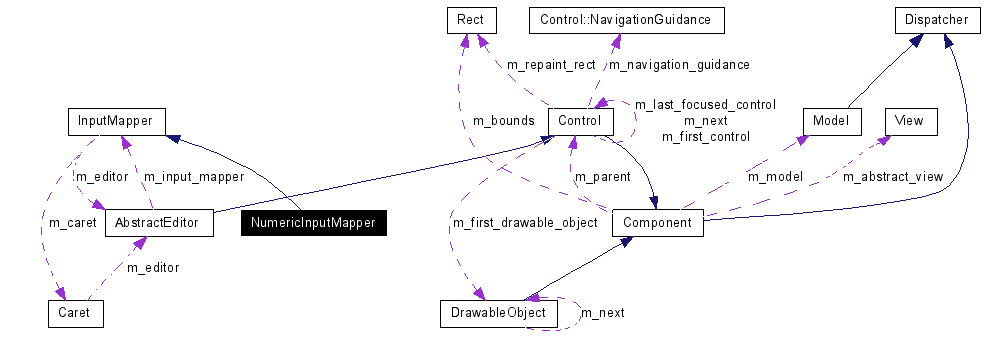 Rect
Control::NavigationGuidance
Dispatcher
m_repaint_rect
m_navigation_guidance
InputMapper
m_bounds
Control
m_last_focused_control
m_next
m_first_control
Model
View
m_editor
m_input_mapper
m_parent
m_model
m_abstract_view
m_caret
AbstractEditor
NumericInputMapper
m_first_drawable_object
Component
m_editor
Caret
DrawableObject
m_next